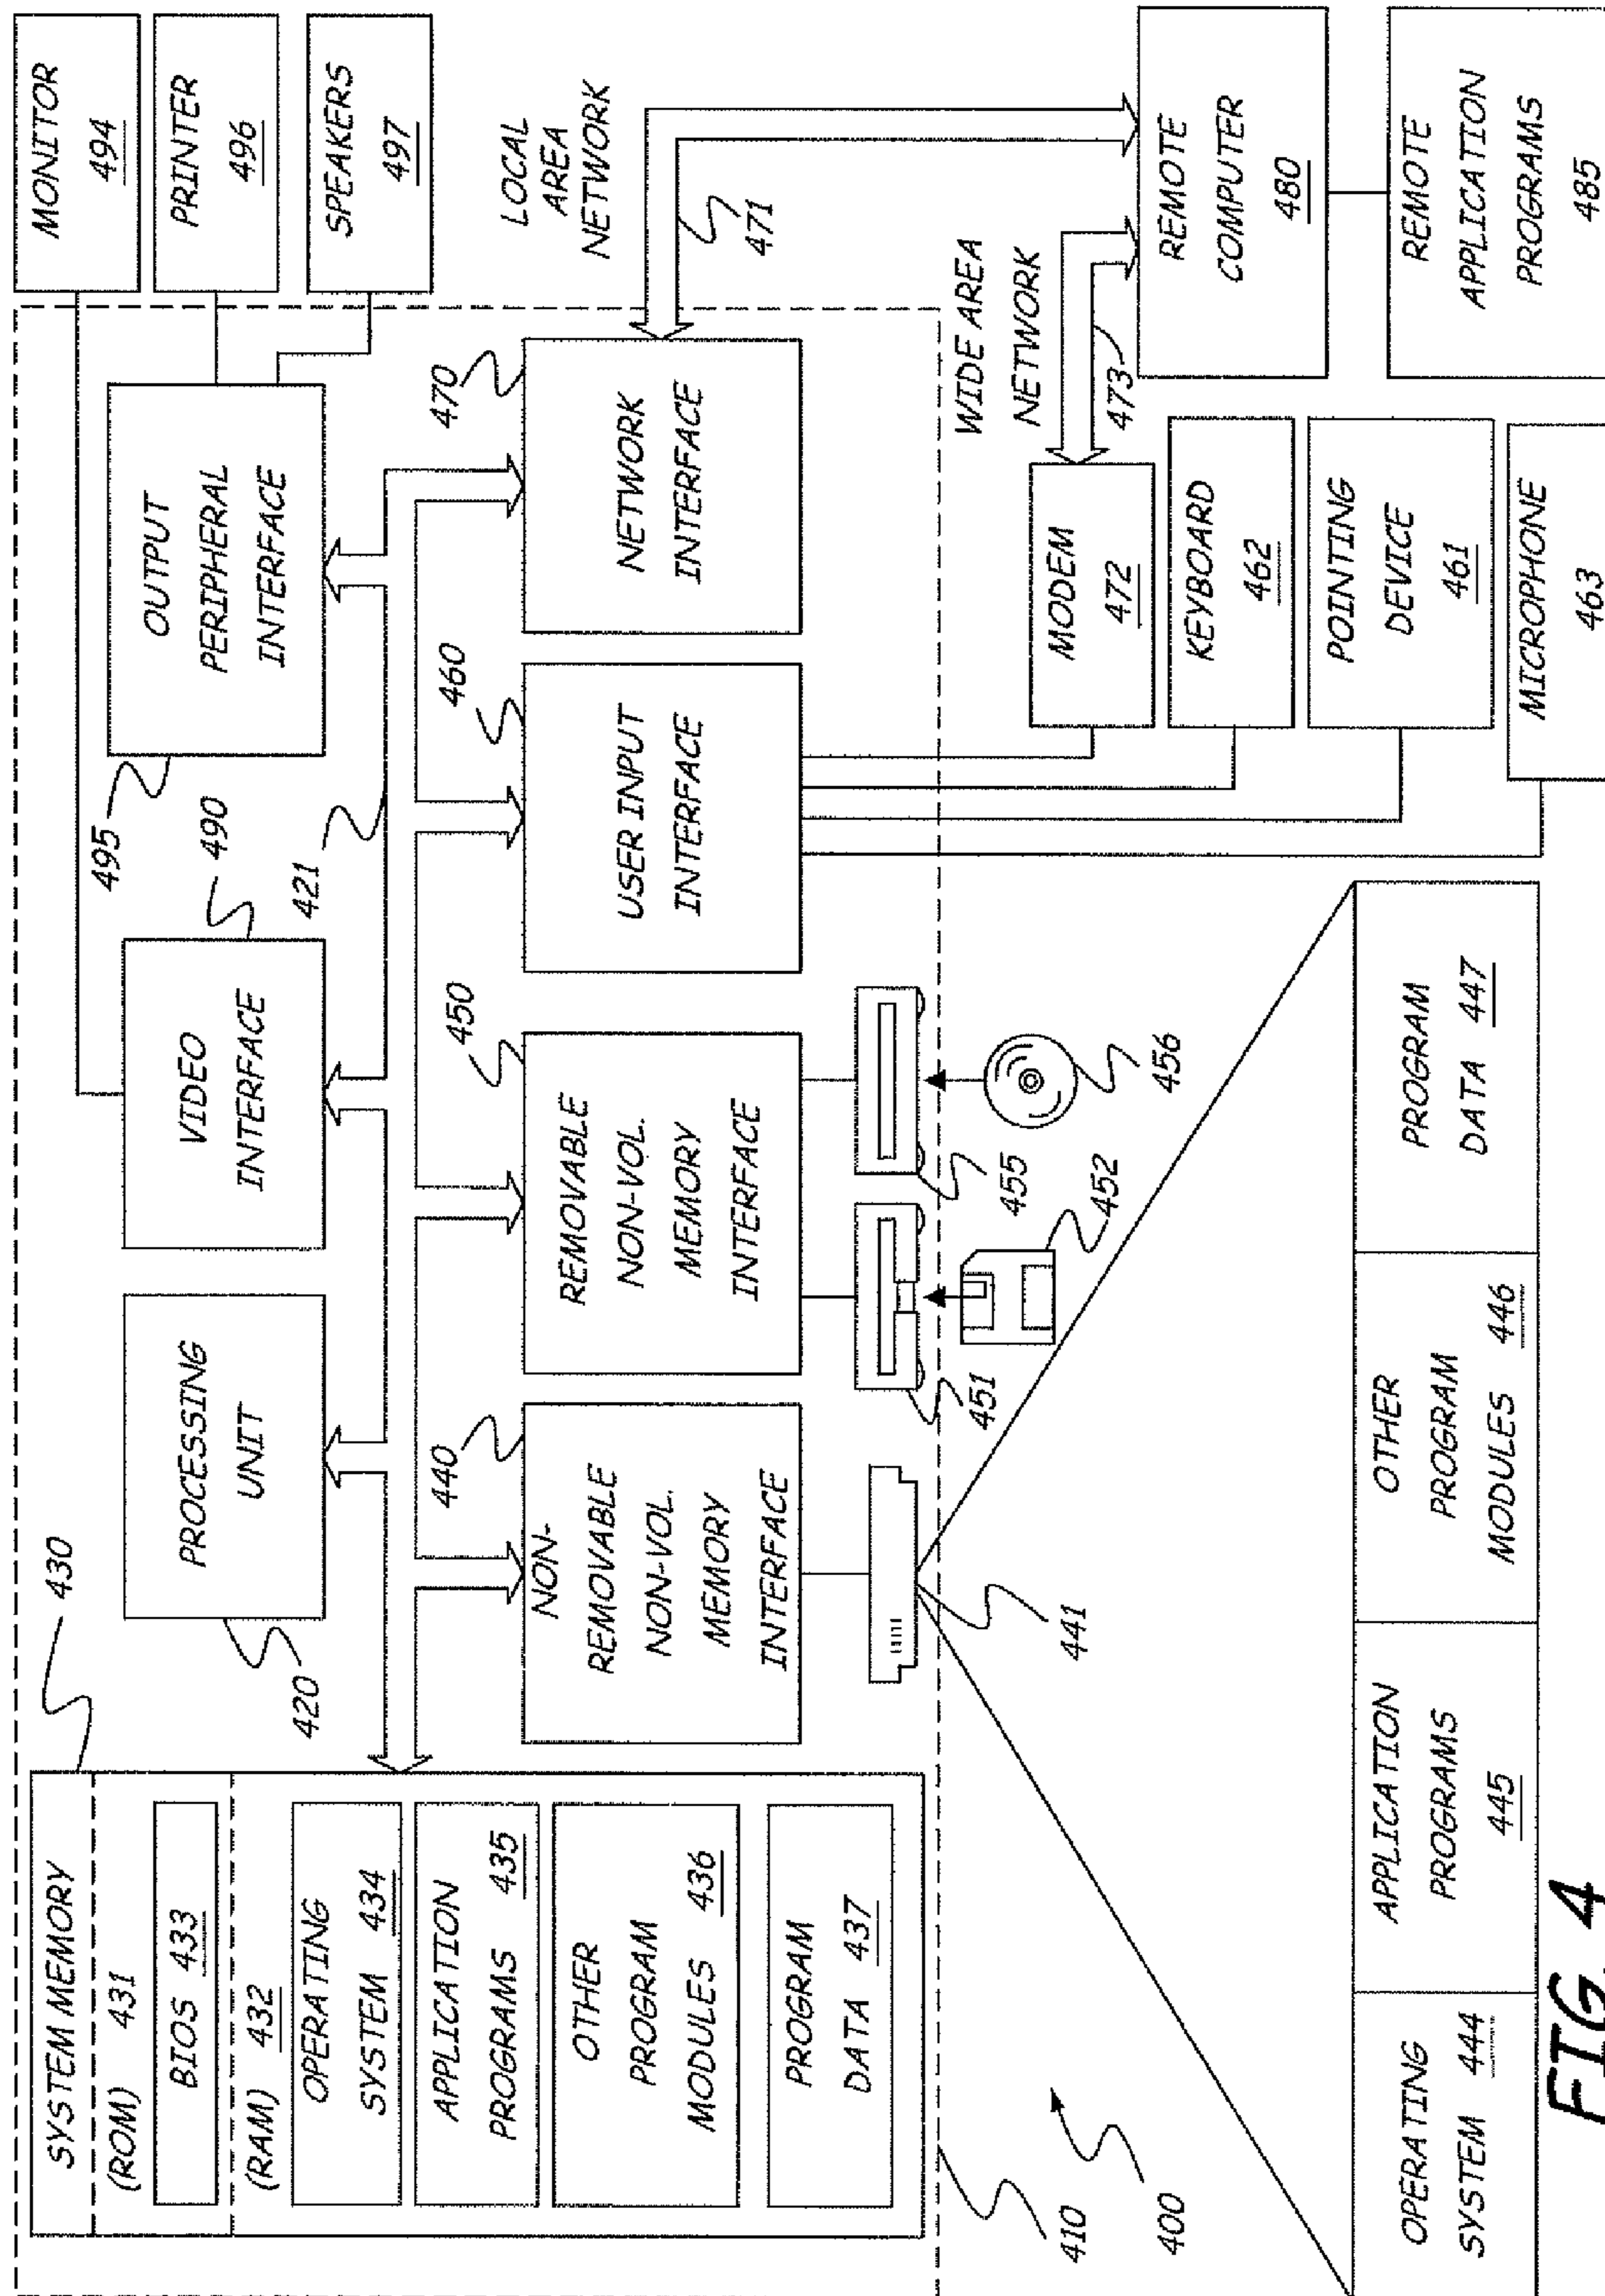 SYSTEM MEMORY
(ROM) 431
BIOS 433
(RAM) 432
OPERATING
SYSTEM 434
APPLICATION
PROGRAMS 435
OTHER
PROGRAM
MODULES 436
PROGRAM
DATA 437
430
PROCESSING
UNIT
420
VIDEO
INTERFACE
490
OUTPUT
PERIPHERAL
INTERFACE
495
421
MONITOR
494
PRINTER
496
SPEAKERS
497
NON-
REMOVABLE
NON-VOL.
MEMORY
INTERFACE
440
REMOVABLE
NON-VOL.
MEMORY
INTERFACE
450
USER INPUT
INTERFACE
460
NETWORK
INTERFACE
470
LOCAL
AREA
NETWORK
471
441
451
452
455
456
WIDE AREA
NETWORK
473
MODEM
472
KEYBOARD
462
POINTING
DEVICE
461
MICROPHONE
463
REMOTE
COMPUTER
480
REMOTE
APPLICATION
PROGRAMS
485
410
400
OPERATING
SYSTEM 444
APPLICATION
PROGRAMS
445
OTHER
PROGRAM
MODULES 446
PROGRAM
DATA 447
FIG. 4